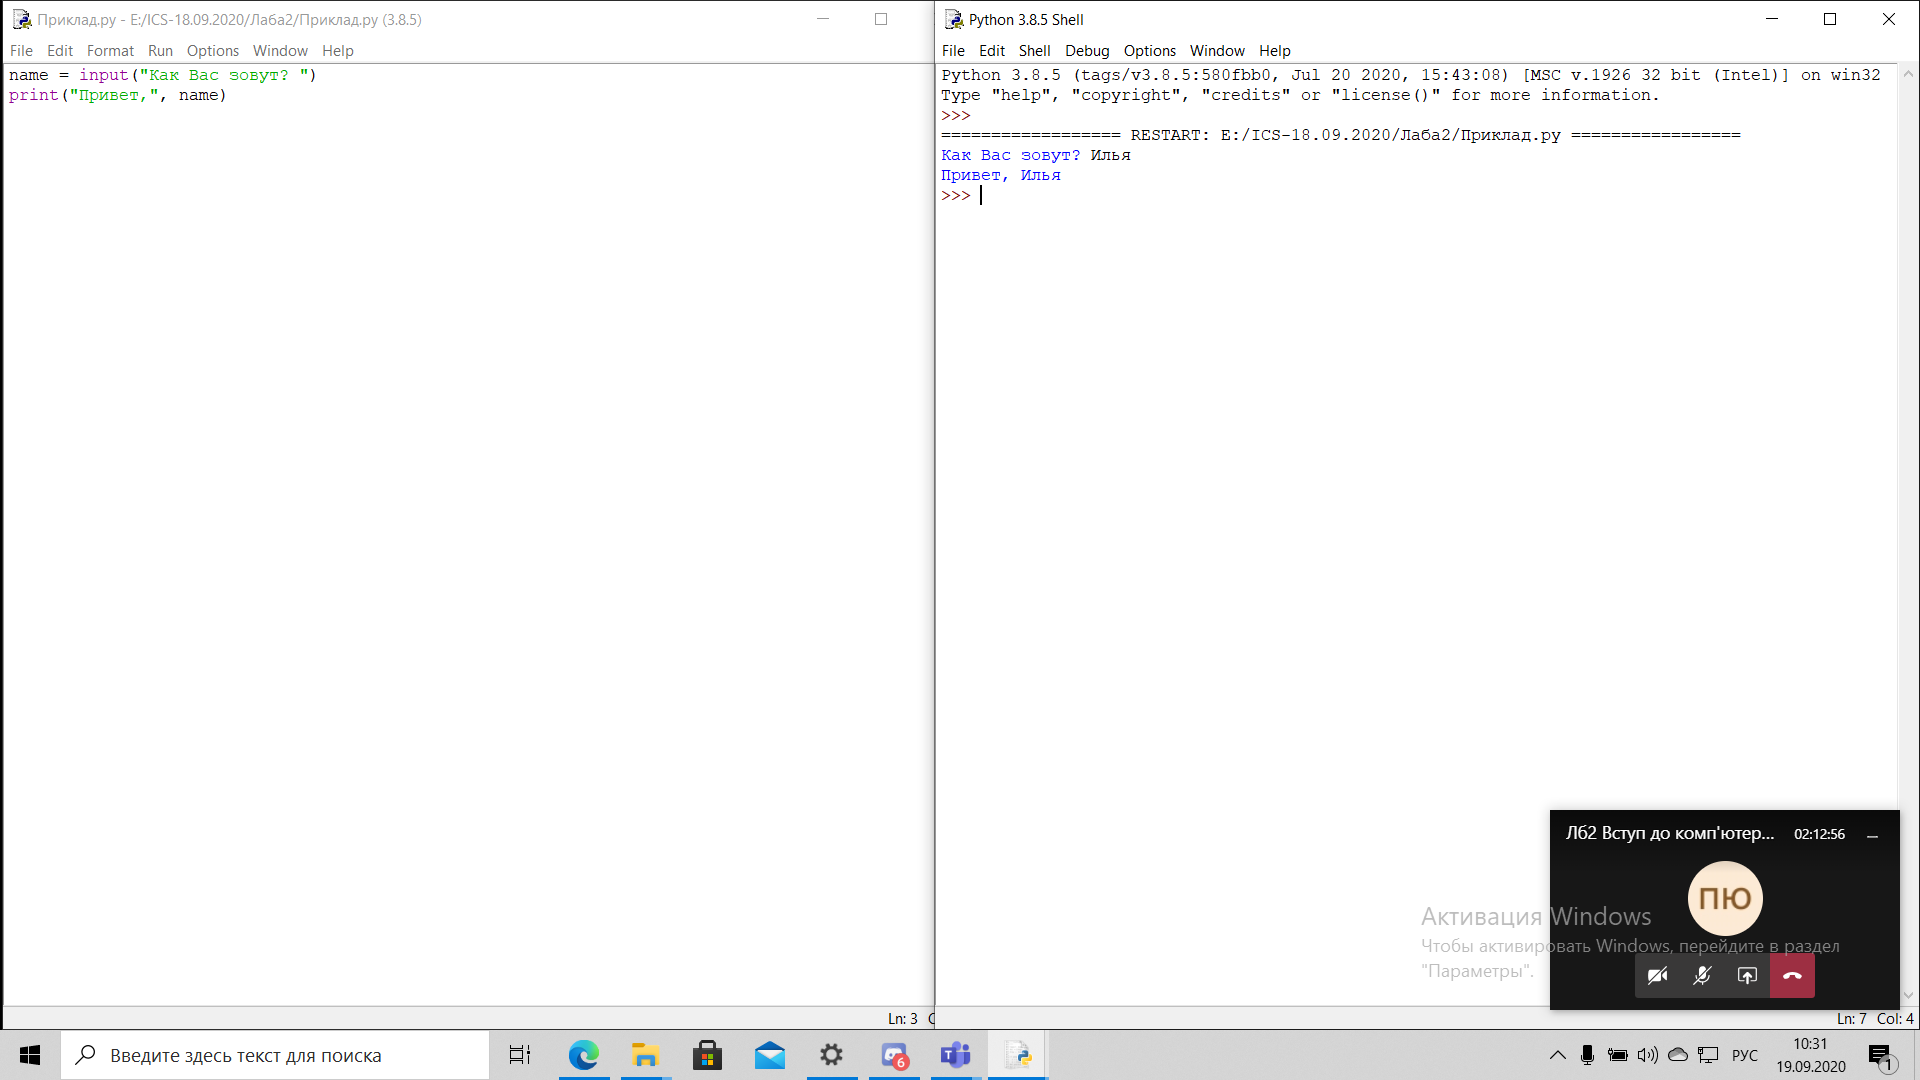 Приклад.py - E:/ICS-18.09.2020/Лаба2/Приклад.py (3.8.5)
File Edit Format Run Options Window Help
name = input("Как Вас зовут? ")
print("Привет,", name)
Ln: 3
Python 3.8.5 Shell
File Edit Shell Debug Options Window Help
Python 3.8.5 (tags/v3.8.5:580fbb0, Jul 20 2020, 15:43:08) [MSC v.1926 32 bit (Intel)] on win32
Type "help", "copyright", "credits" or "license()" for more information.
>>>
================== RESTART: E:/ICS-18.09.2020/Лаба2/Приклад.py =================
Как Вас зовут? Илья
Привет, Илья
>>>
Лб2 Вступ до комп'ютер... 02:12:56
ПЮ
Активация Windows
Чтобы активировать Windows, перейдите в раздел
"Параметры".
Ln: 7 Col: 4
Введите здесь текст для поиска
6
РУС
10:31
19.09.2020
1